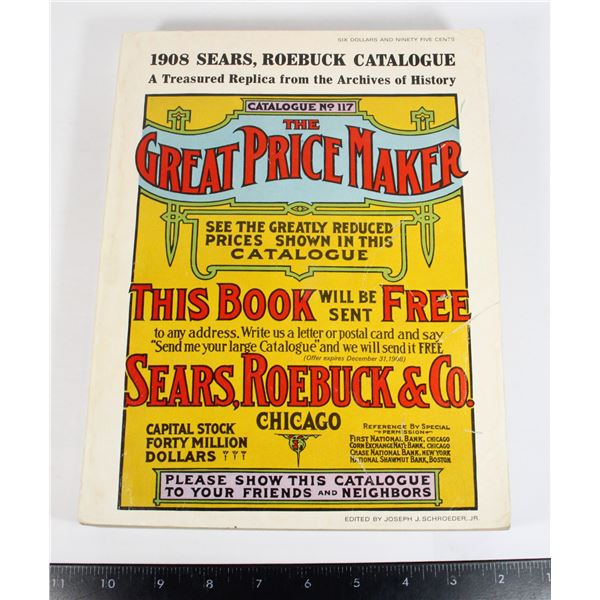 SIX DOLLARS AND NINETY FIVE CENTS
1908 SEARS, ROEBUCK CATALOGUE
A Treasured Replica from the Archives of History
CATALOGUE No 117
THE
GREAT PRICE MAKER
SEE THE GREATLY REDUCED
PRICES SHOWN IN THIS
CATALOGUE
THIS BOOK WILL BE SENT FREE
to any address. Write us a letter or postal card and say
"Send me your large Catalogue" and we will send it FREE
(Offer expires December 31, 1908)
SEARS, ROEBUCK & CO.
CHICAGO
CAPITAL STOCK
FORTY MILLION
DOLLARS
REFERENCE BY SPECIAL
PERMISSION
FIRST NATIONAL BANK, CHICAGO
CORN EXCHANGE NAT'L BANK, CHICAGO
CHASE NATIONAL BANK, NEW YORK
NATIONAL SHAWMUT BANK, BOSTON
PLEASE SHOW THIS CATALOGUE
TO YOUR FRIENDS AND NEIGHBORS
EDITED BY JOSEPH J. SCHROEDER, JR.
11 10 9 8 7 6 5 4 3 2 1